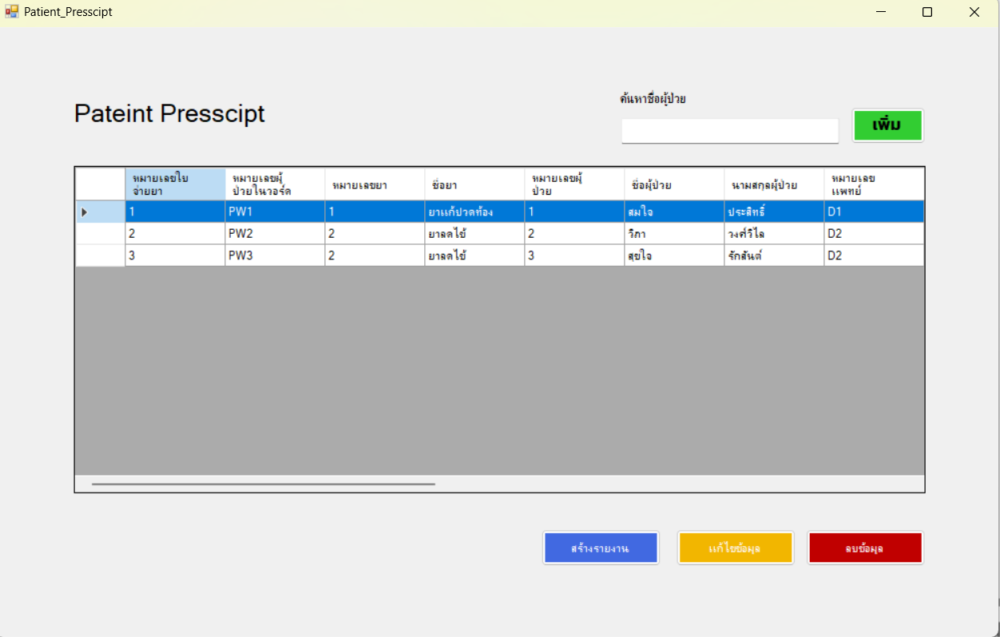 Patient_Presscipt
Pateint Presscipt
ค้นหาชื่อผู้ป่วย
เพิ่ม
หมายเลขใบ
จ่ายยา
หมายเลขผู้
ป่วยในวอร์ด
หมายเลขยา
ชื่อยา
หมายเลขผู้
ป่วย
ชื่อผู้ป่วย
นามสกุลผู้ป่วย
หมายเลข
แพทย์
1 PW1 1 ยาแก้ปวดท้อง 1 สมใจ ประสิทธิ์ D1
2 PW2 2 ยาลดไข้ 2 วิภา วงศ์วิไล D2
3 PW3 2 ยาลดไข้ 3 สุขใจ รักสันต์ D2
สร้างรายงาน
แก้ไขข้อมูล
ลบข้อมูล